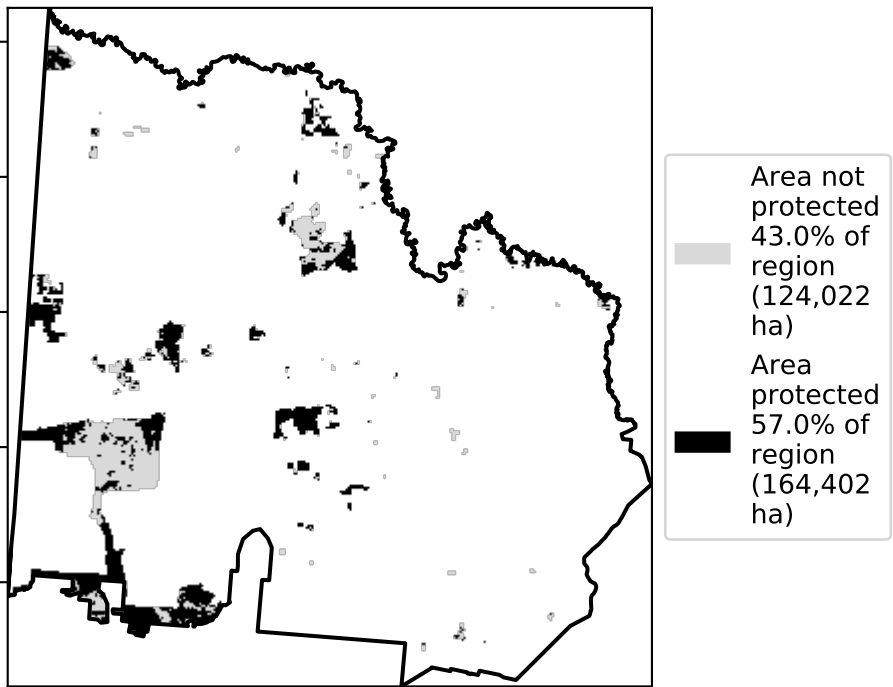 Area not
protected
43.0% of
region
(124,022
ha)
Area
protected
57.0% of
region
(164,402
ha)